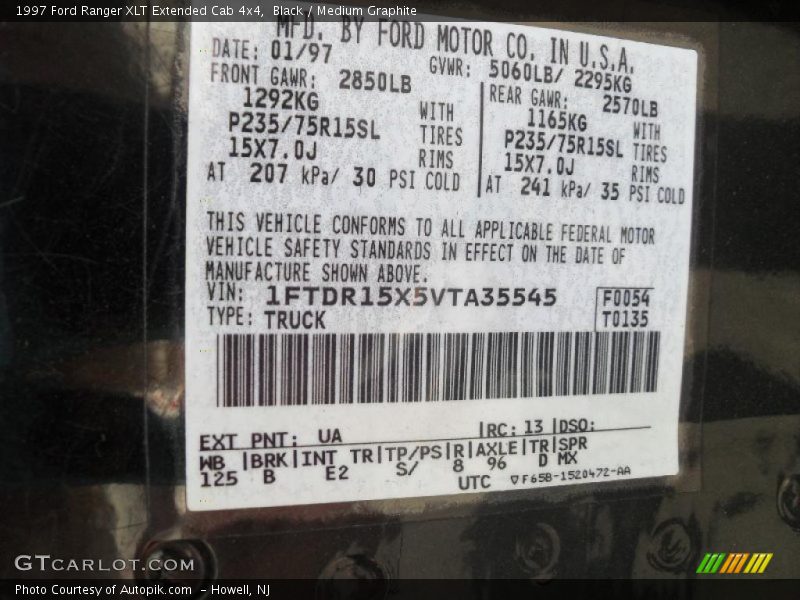 1997 Ford Ranger XLT Extended Cab 4x4, Black / Medium Graphite
MFD. BY FORD MOTOR CO. IN U.S.A.
DATE: 01/97 GVWR: 5060LB/ 2295KG
FRONT GAWR: 2850LB REAR GAWR: 2570LB
1292KG WITH 1165KG WITH
P235/75R15SL TIRES P235/75R15SL TIRES
15X7.0J RIMS 15X7.0J RIMS
AT 207 kPa/ 30 PSI COLD AT 241 kPa/ 35 PSI COLD
THIS VEHICLE CONFORMS TO ALL APPLICABLE FEDERAL MOTOR
VEHICLE SAFETY STANDARDS IN EFFECT ON THE DATE OF
MANUFACTURE SHOWN ABOVE.
VIN: 1FTDR15X5VTA35545 F0054
TYPE: TRUCK T0135
EXT PNT: UA RC: 13 DSO:
WB BRK INT TR TP/PS R AXLE TR SPR
125 B E2 S/ 8 96 D MX
UTC ▽F65B-1520472-AA
GTCARLOT.COM
Photo Courtesy of Autopik.com - Howell, NJ